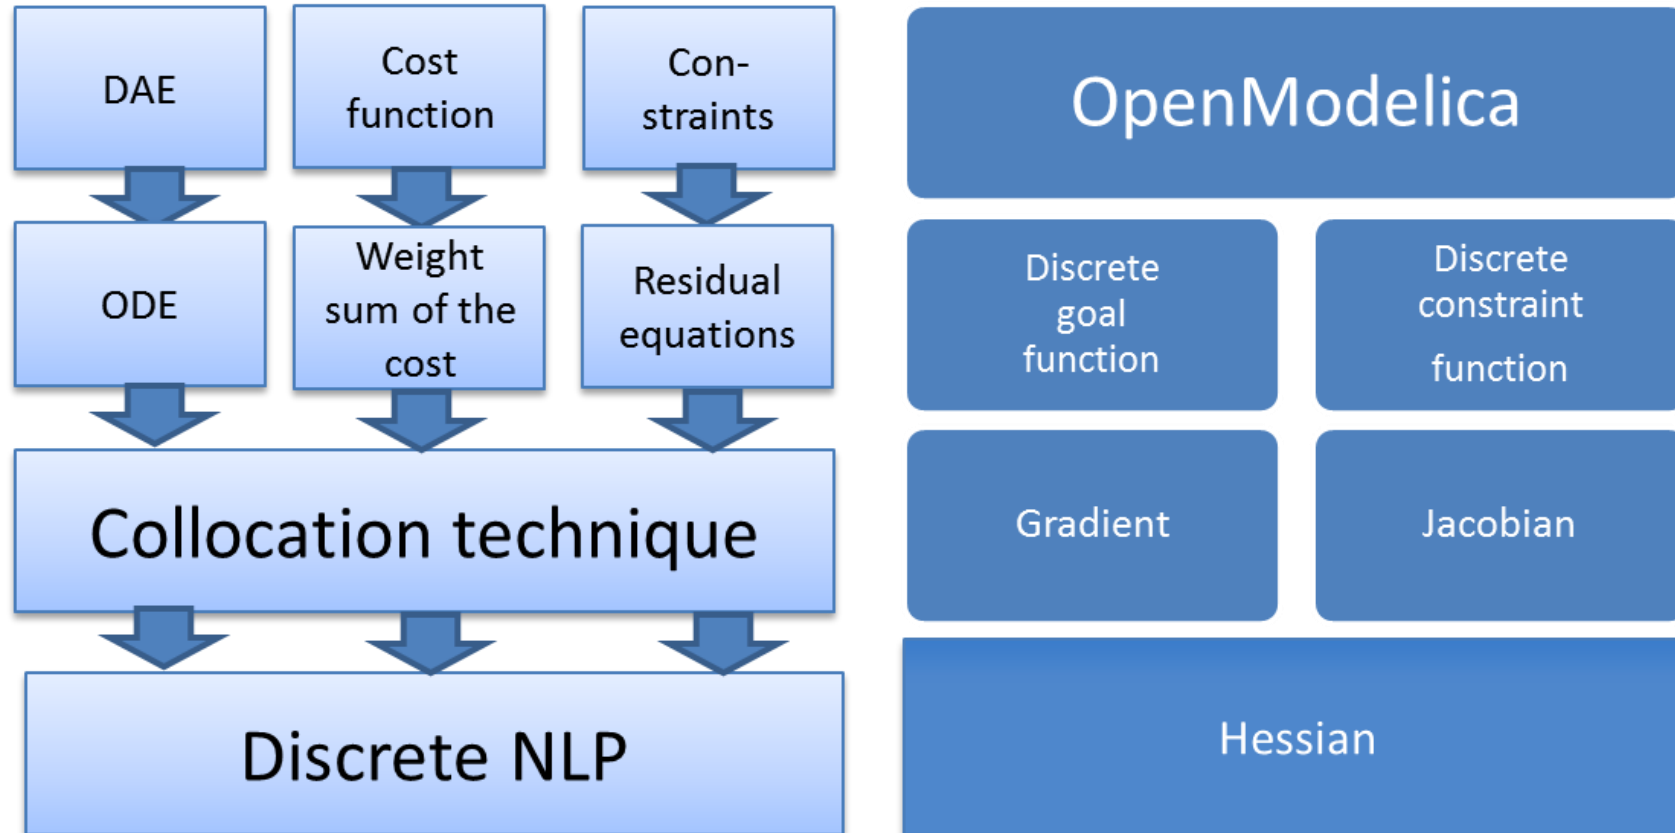 DAE
Cost
function
Con-
straints
ODE
Weight
sum of the
cost
Residual
equations
Collocation technique
Discrete NLP
OpenModelica
Discrete
goal
function
Discrete
constraint
function
Gradient
Jacobian
Hessian